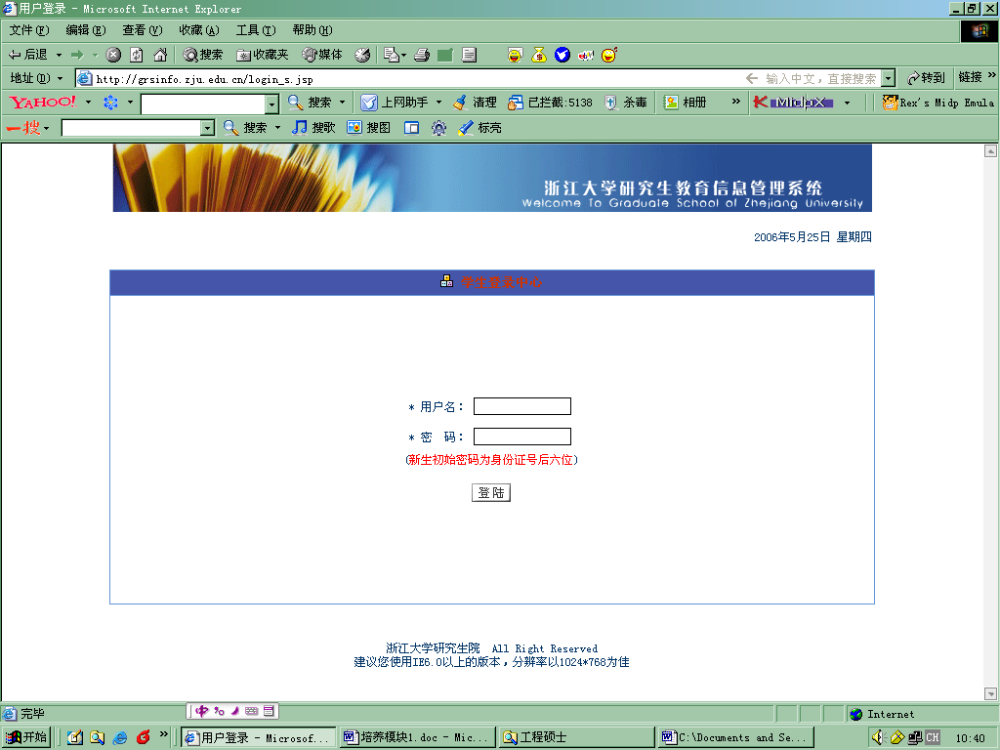 用户登录 - Microsoft Internet Explorer
文件(F) 编辑(E) 查看(V) 收藏(A) 工具(T) 帮助(H)
后退 搜索 收藏夹 媒体
地址(D) http://grsinfo.zju.edu.cn/login_s.jsp 输入中文，直接搜索 转到 链接 »
YAHOO! 搜索 上网助手 清理 已拦截:5138 杀毒 相册 » MidpX Rex's Midp Emula
一搜 搜索 搜歌 搜图 标亮
浙江大学研究生教育信息管理系统
Welcome To Graduate School of Zhejiang University
2006年5月25日 星期四
学生登录中心
* 用户名：
* 密 码：
(新生初始密码为身份证号后六位)
登陆
浙江大学研究生院 All Right Reserved
建议您使用IE6.0以上的版本，分辨率以1024*768为佳
完毕 中 Internet
开始 » 用户登录 - Microsof... 培养模块1.doc - Mic... 工程硕士 C:\Documents and Se... CH 10:40